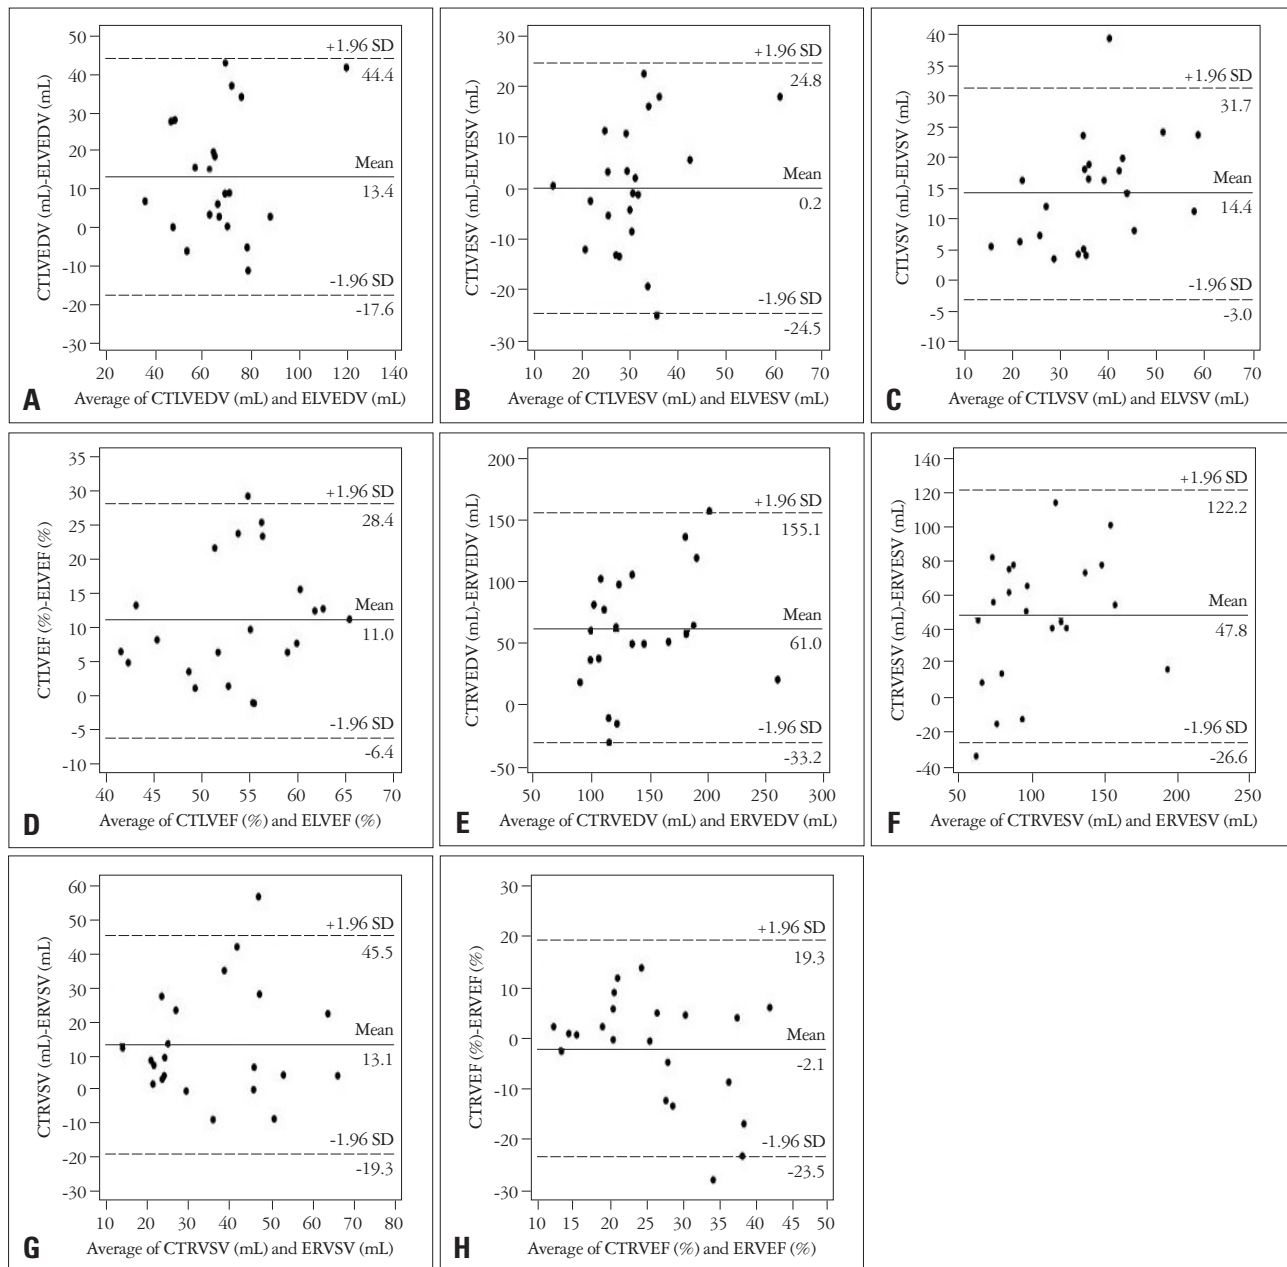 50
40
30
20
10
0
-10
-20
-30
CTLVEDV (mL)-ELVEDV (mL)
+1.96 SD
44.4
Mean
13.4
-1.96 SD
-17.6
20 40 60 80 100 120 140
Average of CTLVEDV (mL) and ELVEDV (mL)
A
30
20
10
0
-10
-20
-30
CTLVESV (mL)-ELVESV (mL)
+1.96 SD
24.8
Mean
0.2
-1.96 SD
-24.5
10 20 30 40 50 60 70
Average of CTLVESV (mL) and ELVESV (mL)
B
40
35
30
25
20
15
10
5
0
-5
-10
CTLVSV (mL)-ELVSV (mL)
+1.96 SD
31.7
Mean
14.4
-1.96 SD
-3.0
10 20 30 40 50 60 70
Average of CTLVSV (mL) and ELVSV (mL)
C
35
30
25
20
15
10
5
0
-5
-10
CTLVEF (%)-ELVEF (%)
+1.96 SD
28.4
Mean
11.0
-1.96 SD
-6.4
40 45 50 55 60 65 70
Average of CTLVEF (%) and ELVEF (%)
D
200
150
100
50
0
-50
CTRVEDV (mL)-ERVEDV (mL)
+1.96 SD
155.1
Mean
61.0
-1.96 SD
-33.2
50 100 150 200 250 300
Average of CTRVEDV (mL) and ERVEDV (mL)
E
140
120
100
80
60
40
20
0
-20
-40
CTRVESV (mL)-ERVESV (mL)
+1.96 SD
122.2
Mean
47.8
-1.96 SD
-26.6
50 100 150 200 250
Average of CTRVESV (mL) and ERVESV (mL)
F
60
50
40
30
20
10
0
-10
-20
-30
CTRVSV (mL)-ERVSV (mL)
+1.96 SD
45.5
Mean
13.1
-1.96 SD
-19.3
10 20 30 40 50 60 70 80
Average of CTRVSV (mL) and ERVSV (mL)
G
30
20
10
0
-10
-20
-30
CTRVEF (%)-ERVEF (%)
+1.96 SD
19.3
Mean
-2.1
-1.96 SD
-23.5
10 15 20 25 30 35 40 45 50
Average of CTRVEF (%) and ERVEF (%)
H